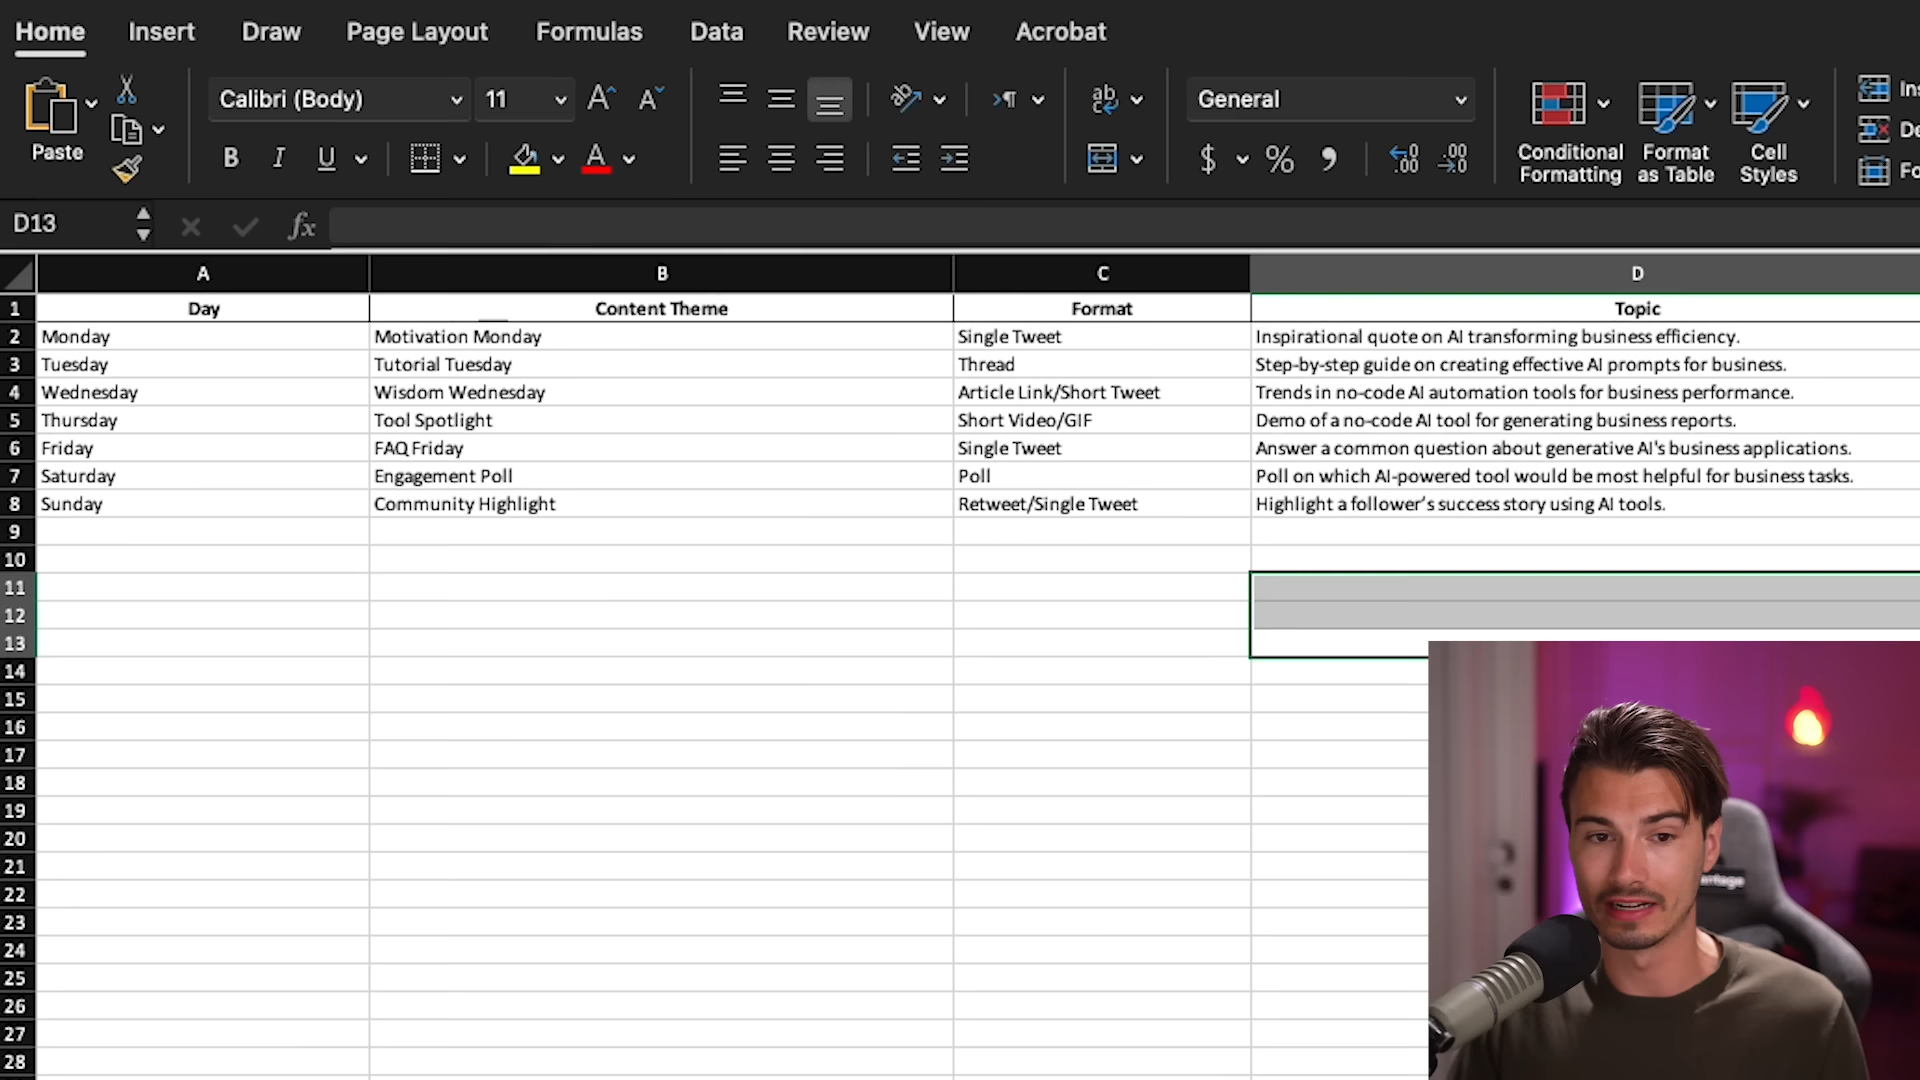 Home Insert Draw Page Layout Formulas Data Review View Acrobat
Calibri (Body) 11 General
Paste
B I U A
$ % 9
Conditional Formatting
Format as Table
Cell Styles
D13 fx
A B C D
1 Day Content Theme Format Topic
2 Monday Motivation Monday Single Tweet Inspirational quote on AI transforming business efficiency.
3 Tuesday Tutorial Tuesday Thread Step-by-step guide on creating effective AI prompts for business.
4 Wednesday Wisdom Wednesday Article Link/Short Tweet Trends in no-code AI automation tools for business performance.
5 Thursday Tool Spotlight Short Video/GIF Demo of a no-code AI tool for generating business reports.
6 Friday FAQ Friday Single Tweet Answer a common question about generative AI's business applications.
7 Saturday Engagement Poll Poll Poll on which AI-powered tool would be most helpful for business tasks.
8 Sunday Community Highlight Retweet/Single Tweet Highlight a follower's success story using AI tools.
9
10
11
12
13
14
15
16
17
18
19
20
21
22
23
24
25
26
27
28